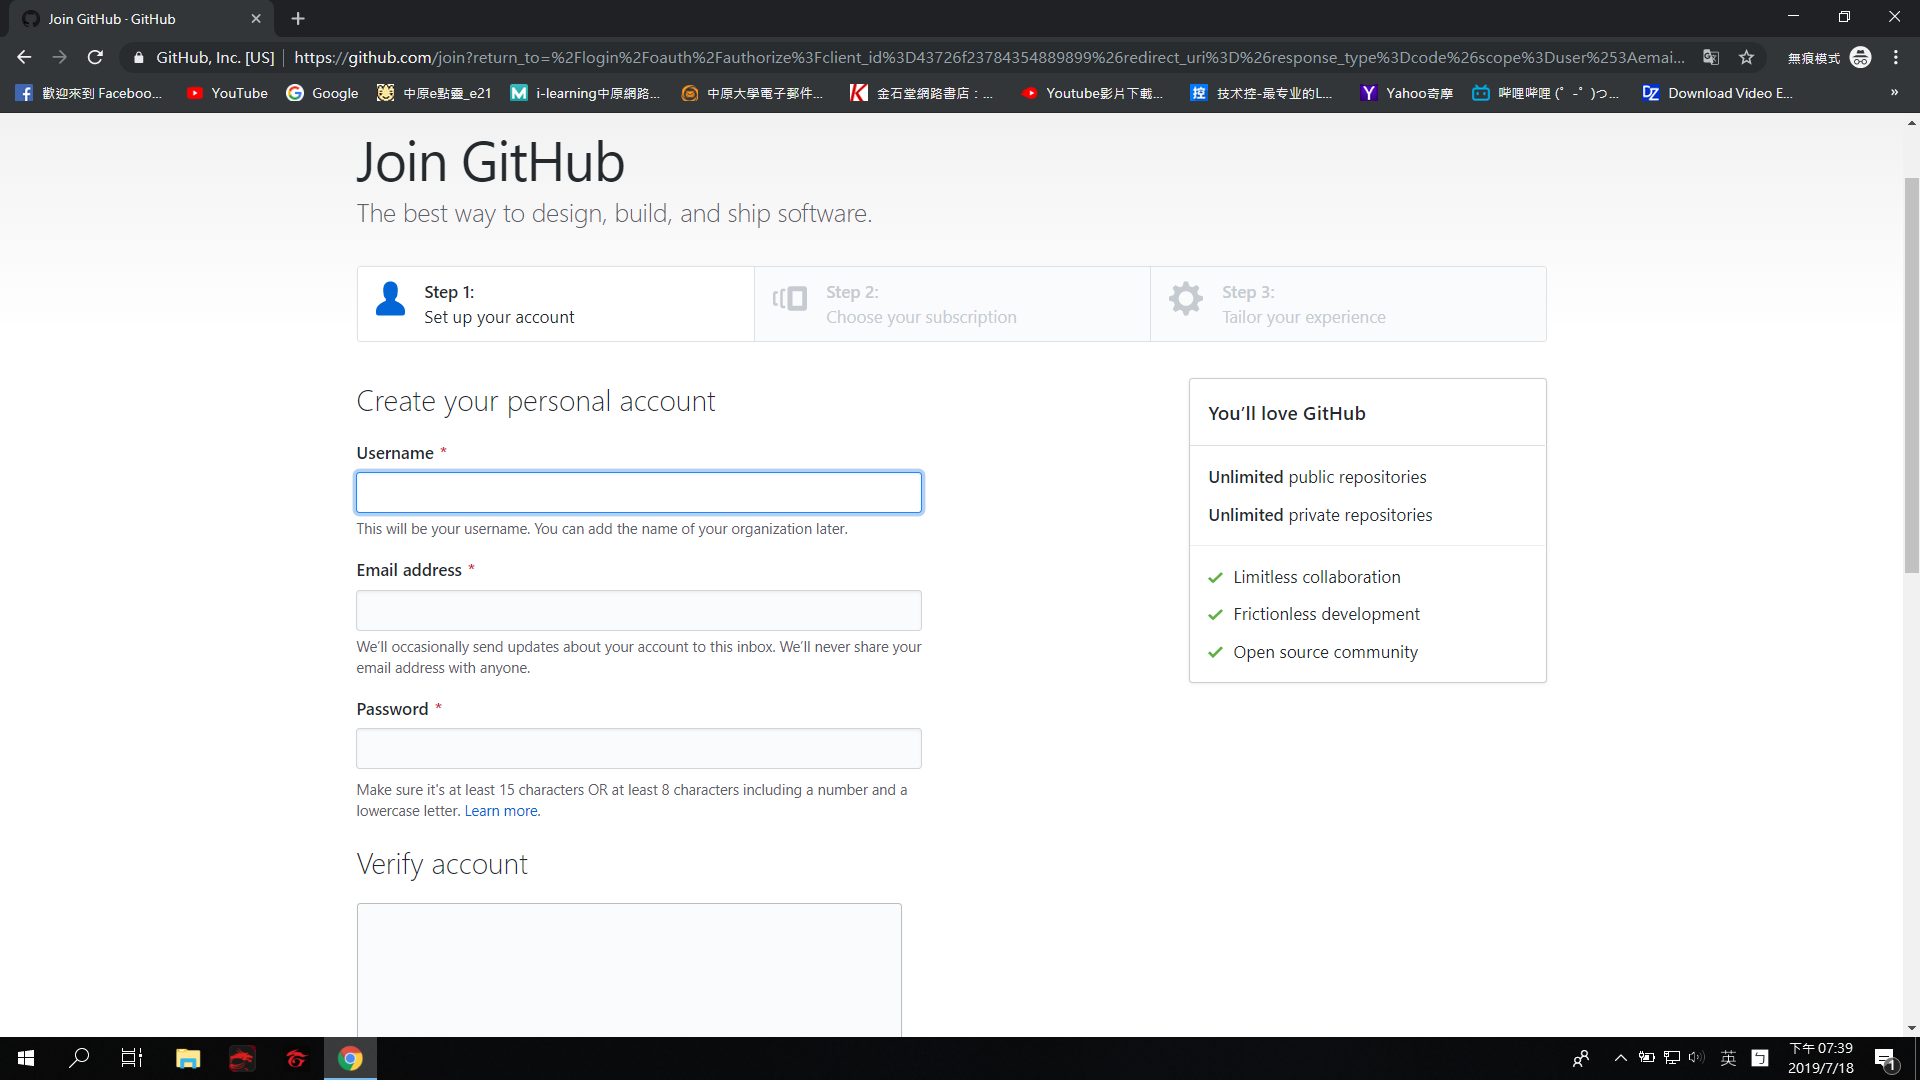 Join GitHub · GitHub
GitHub, Inc. [US] | https://github.com/join?return_to=%2Flogin%2Foauth%2Fauthorize%3Fclient_id%3D43726f23784354889899%26redirect_uri%3D%26response_type%3Dcode%26scope%3Duser%253Aemai... 無痕模式
歡迎來到 Faceboo... YouTube Google 中原e點靈_e21 i-learning中原網路... 中原大學電子郵件... 金石堂網路書店：... Youtube影片下載... 技术控-最专业的L... Yahoo奇摩 哔哩哔哩 (゜-゜)つ... Download Video E... »
Join GitHub
The best way to design, build, and ship software.
Step 1:
Set up your account
Step 2:
Choose your subscription
Step 3:
Tailor your experience
Create your personal account
Username *
This will be your username. You can add the name of your organization later.
Email address *
We’ll occasionally send updates about your account to this inbox. We’ll never share your
email address with anyone.
Password *
Make sure it's at least 15 characters OR at least 8 characters including a number and a
lowercase letter. Learn more.
Verify account
You’ll love GitHub
Unlimited public repositories
Unlimited private repositories
Limitless collaboration
Frictionless development
Open source community
英 ㄅ 下午 07:39
2019/7/18
1